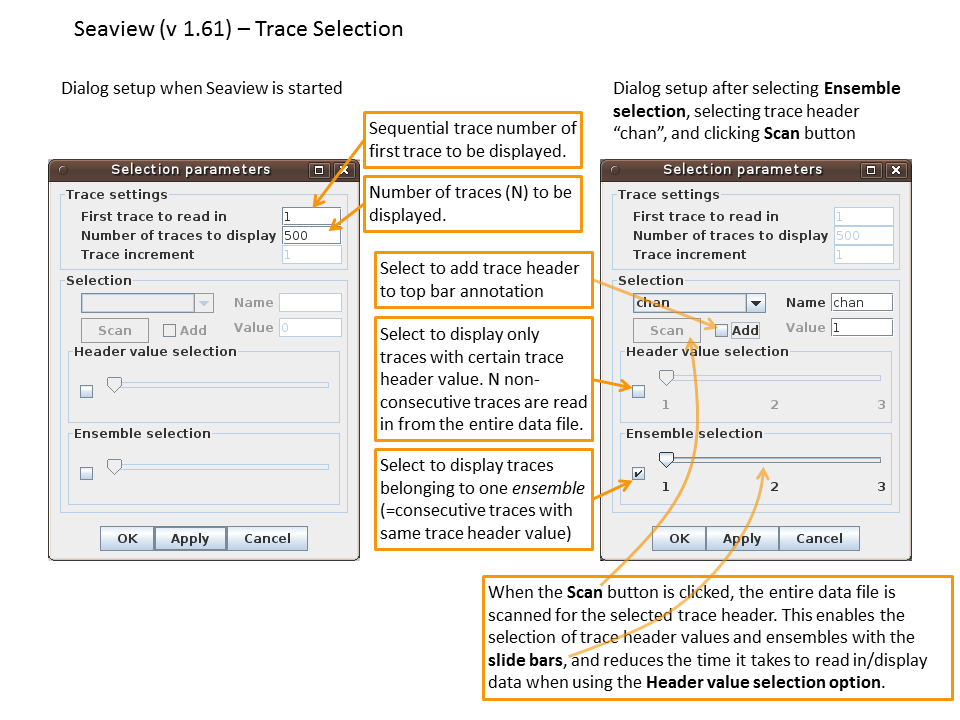 Seaview (v 1.61) – Trace Selection
Dialog setup when Seaview is started
Dialog setup after selecting Ensemble
selection, selecting trace header
“chan”, and clicking Scan button
Sequential trace number of
first trace to be displayed.
Number of traces (N) to be
displayed.
Select to add trace header
to top bar annotation
Select to display only
traces with certain trace
header value. N non-
consecutive traces are read
in from the entire data file.
Select to display traces
belonging to one ensemble
(=consecutive traces with
same trace header value)
Selection parameters
Trace settings
First trace to read in 1
Number of traces to display 500
Trace increment 1
Selection
Name
Scan Add Value 0
Header value selection
Ensemble selection
OK Apply Cancel
Selection parameters
Trace settings
First trace to read in 1
Number of traces to display 500
Trace increment 1
Selection
chan Name chan
Scan Add Value 1
Header value selection
1 2 3
Ensemble selection
1 2 3
OK Apply Cancel
When the Scan button is clicked, the entire data file is
scanned for the selected trace header. This enables the
selection of trace header values and ensembles with the
slide bars, and reduces the time it takes to read in/display
data when using the Header value selection option.